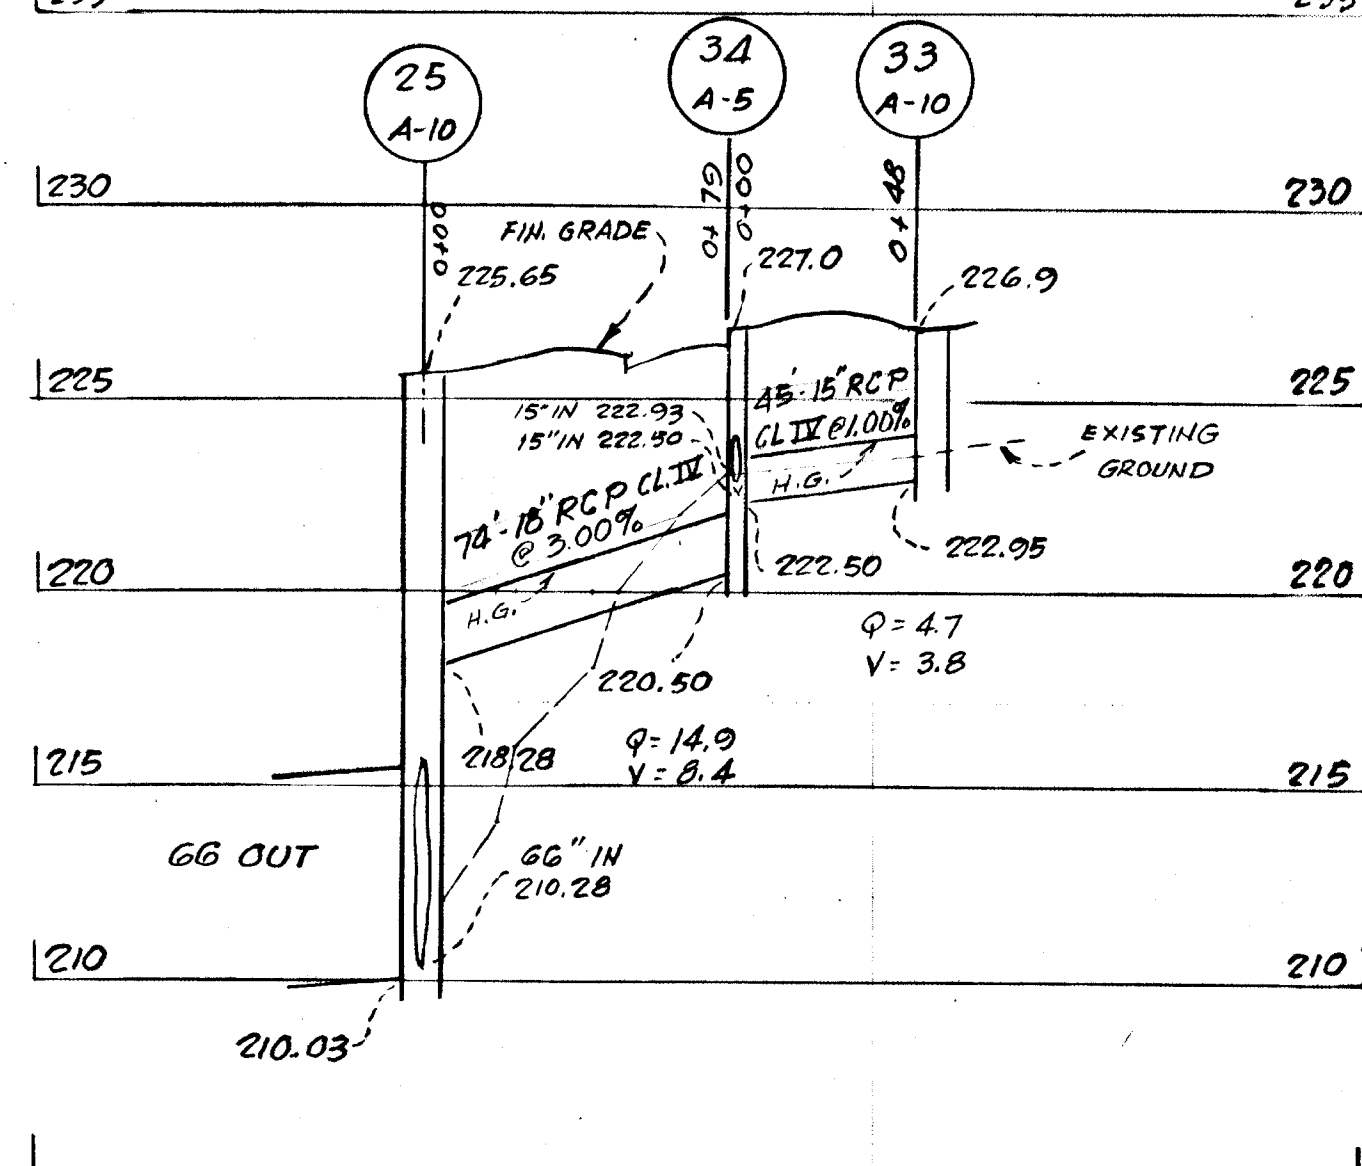 25
A-10
34
A-5
33
A-10
230
230
0+00
0+79
0+00
0+48
FIN. GRADE
225.65
227.0
226.9
225
225
15" IN 222.93
15" IN 222.50
45'-15" RCP
CL IV @ 1.00%
H.G.
EXISTING
GROUND
74'-18" RCP CL. IV
@ 3.00%
H.G.
222.50
222.95
220
220
220.50
Q= 4.7
V= 3.8
218.28
Q= 14.9
V= 8.4
215
215
66 OUT
66" IN
210.28
210
210
210.03